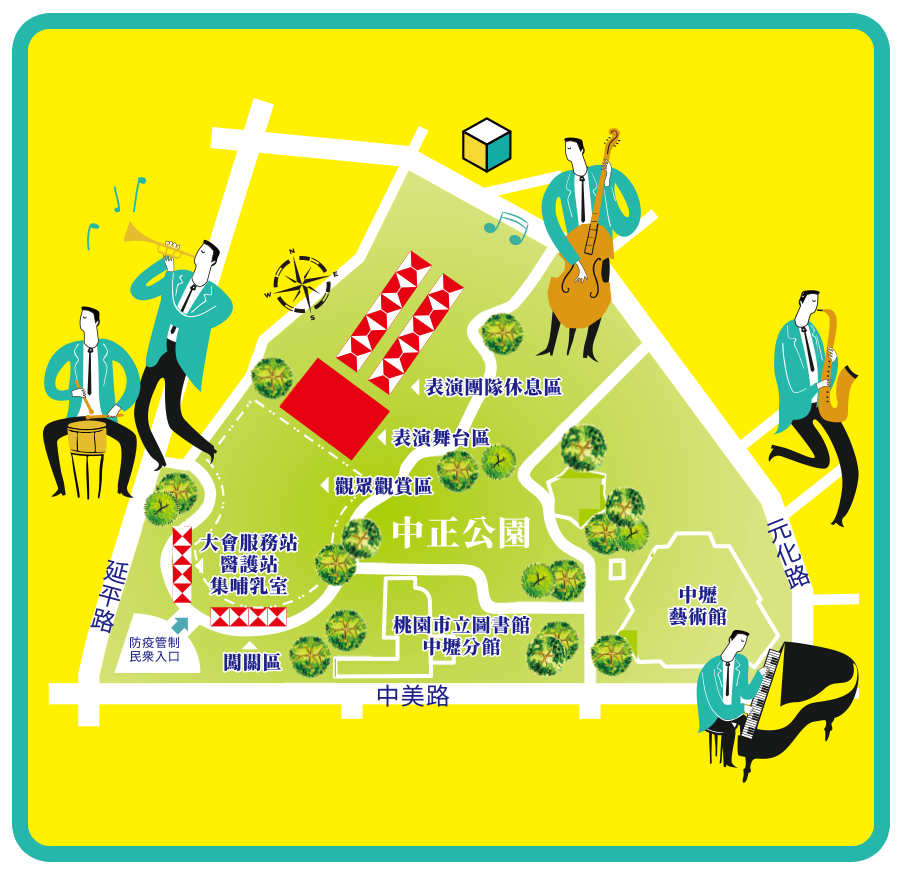 N
E
W
S
表演團隊休息區
表演舞台區
觀眾觀賞區
中正公園
大會服務站
醫護站
集哺乳室
元化路
延平路
中壢
藝術館
桃園市立圖書館
中壢分館
防疫管制
民眾入口
闖關區
中美路